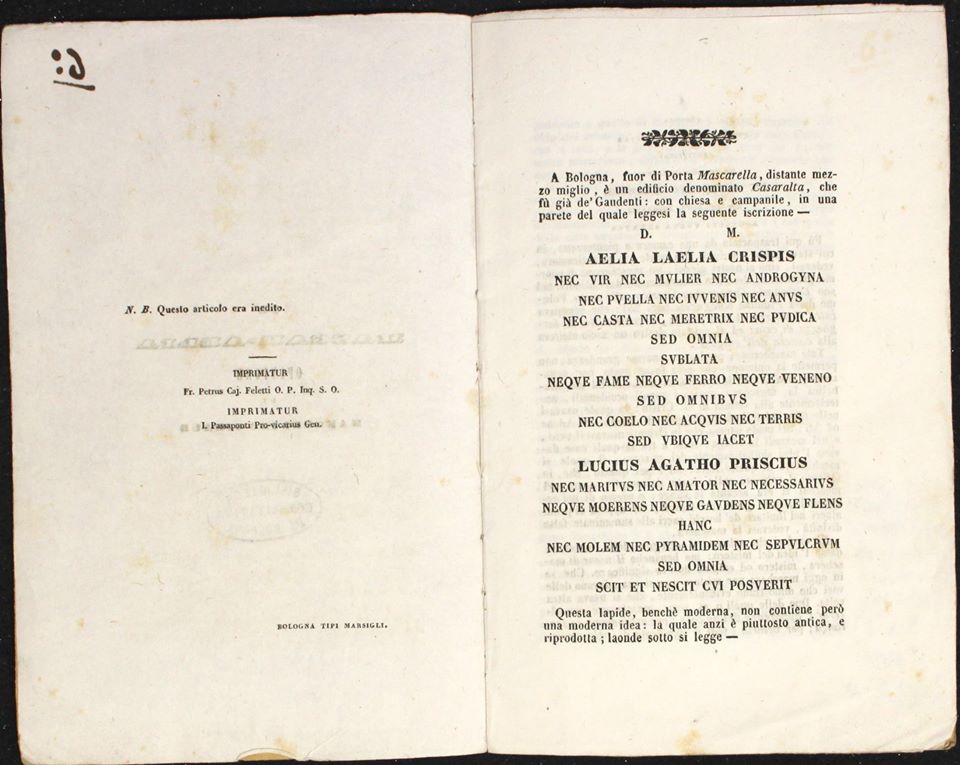 6:
N. B. Questo articolo era inedito.
IMPRIMATUR
Fr. Petrus Caj. Feletti O. P. Inq. S. O.
IMPRIMATUR
I. Passaponti Pro-vicarius Gen.
BOLOGNA TIPI MARSIGLI.
A Bologna, fuor di Porta Mascarella, distante mez-
zo miglio, è un edificio denominato Casaralta, che
fù già de' Gaudenti: con chiesa e campanile, in una
parete del quale leggesi la seguente iscrizione —
D. M.
AELIA LAELIA CRISPIS
NEC VIR NEC MVLIER NEC ANDROGYNA
NEC PVELLA NEC IVVENIS NEC ANVS
NEC CASTA NEC MERETRIX NEC PVDICA
SED OMNIA
SVBLATA
NEQVE FAME NEQVE FERRO NEQVE VENENO
SED OMNIBVS
NEC COELO NEC ACQVIS NEC TERRIS
SED VBIQVE IACET
LUCIUS AGATHO PRISCIUS
NEC MARITVS NEC AMATOR NEC NECESSARIVS
NEQVE MOERENS NEQVE GAVDENS NEQVE FLENS
HANC
NEC MOLEM NEC PYRAMIDEM NEC SEPVLCRVM
SED OMNIA
SCIT ET NESCIT CVI POSVERIT
Questa lapide, benchè moderna, non contiene però
una moderna idea: la quale anzi è piuttosto antica, e
riprodotta; laonde sotto si legge —